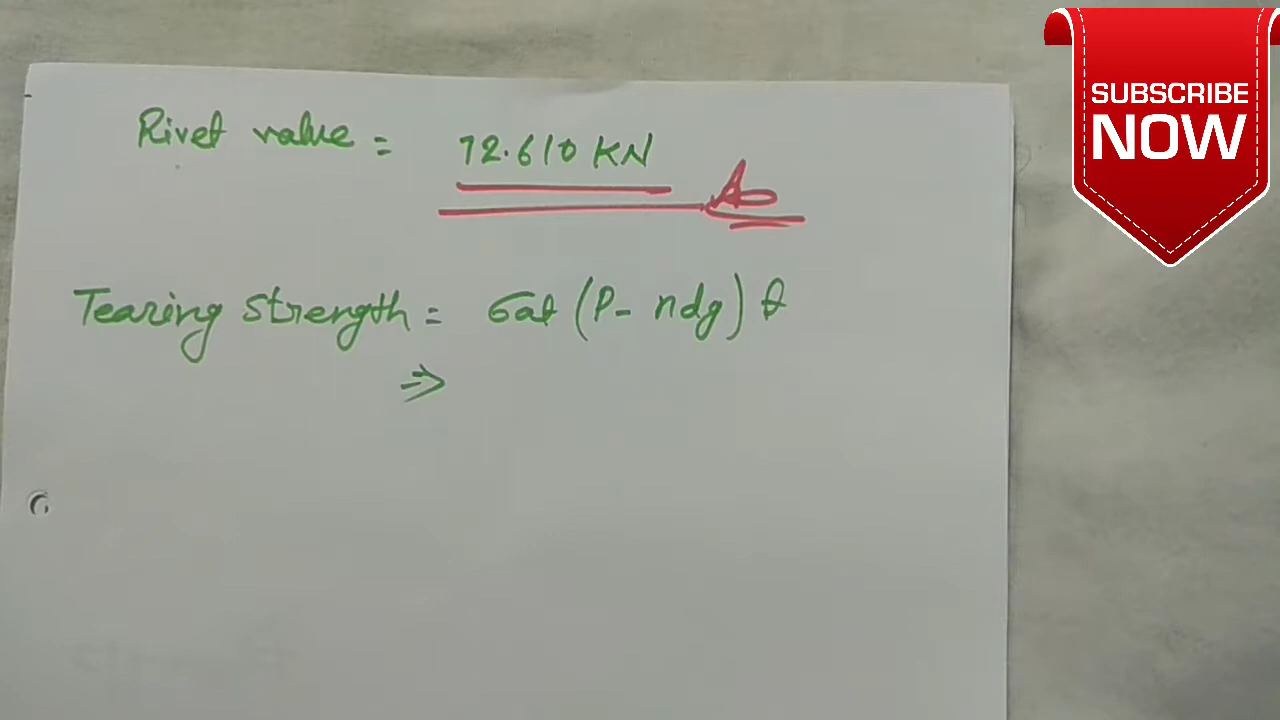 Rivet value = 72.610 KN
Tearing Strength = σat (P - ndg) t
⇒
SUBSCRIBE
NOW